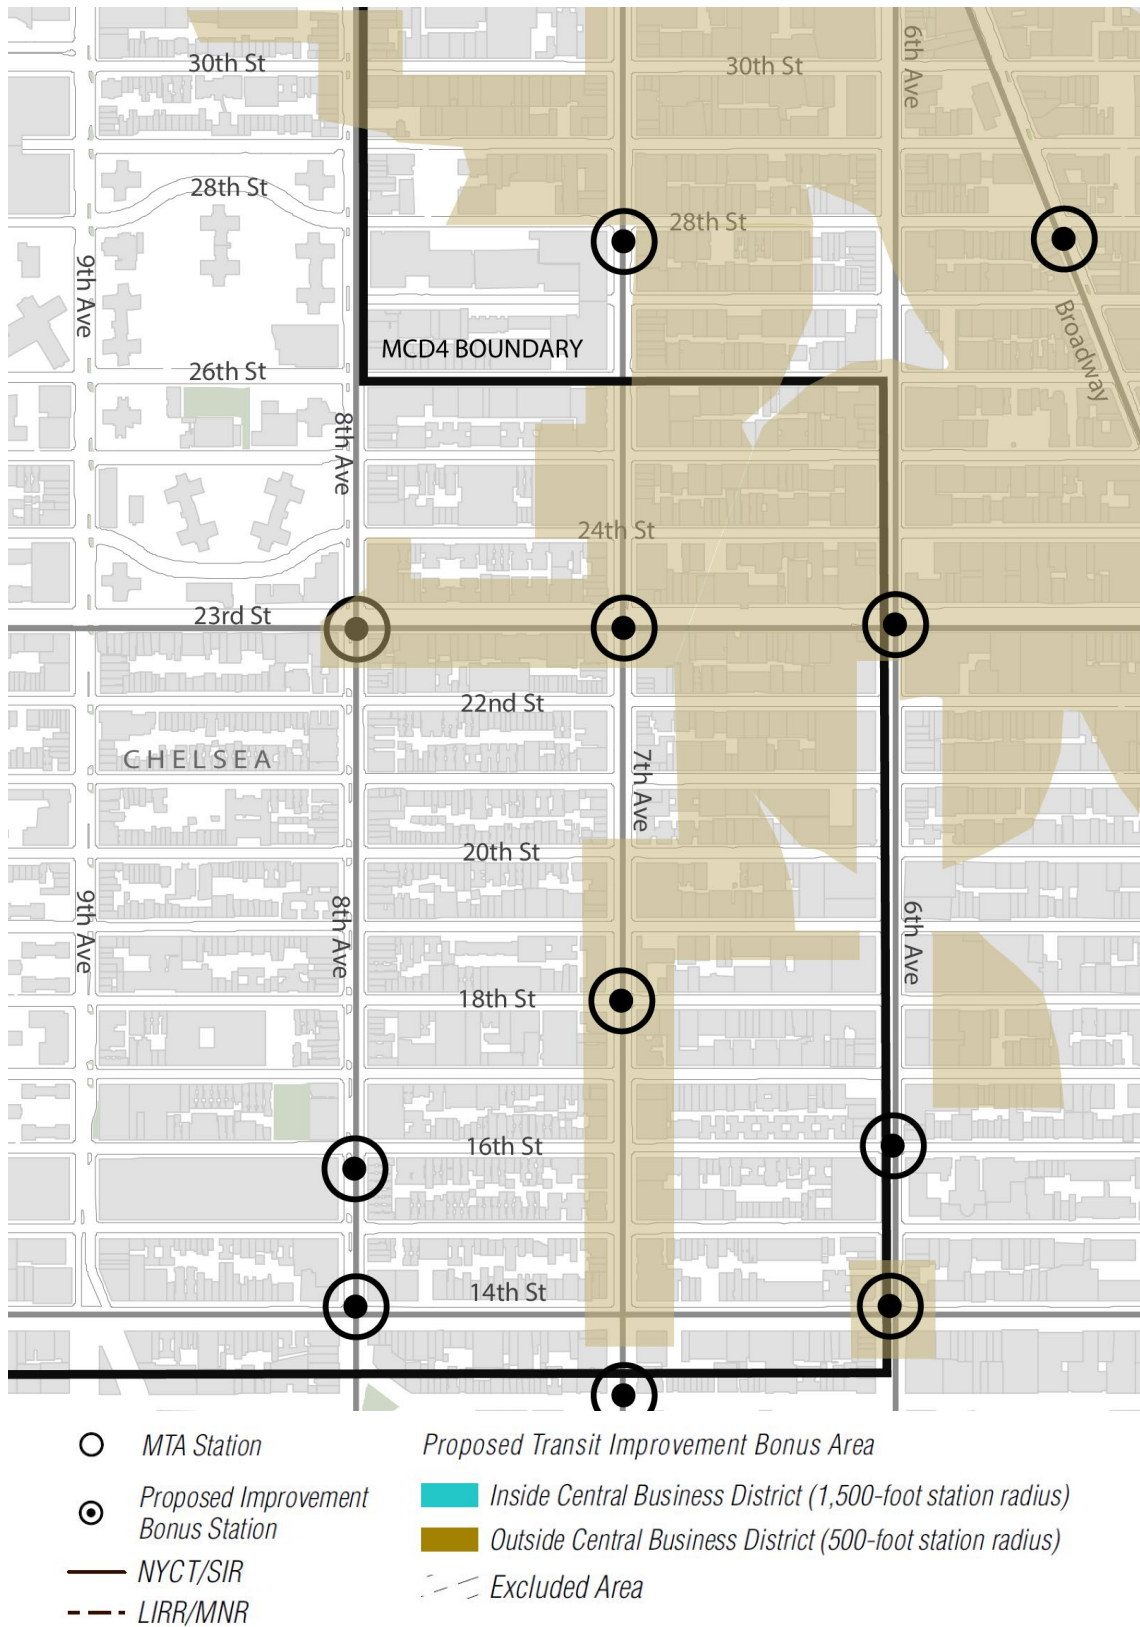 30th St
30th St
6th Ave
28th St
28th St
9th Ave
Broadway
MCD4 BOUNDARY
26th St
8th Ave
24th St
23rd St
22nd St
CHELSEA
7th Ave
20th St
9th Ave
8th Ave
6th Ave
18th St
16th St
14th St
MTA Station
Proposed Improvement
Bonus Station
NYCT/SIR
LIRR/MNR
Proposed Transit Improvement Bonus Area
Inside Central Business District (1,500-foot station radius)
Outside Central Business District (500-foot station radius)
Excluded Area